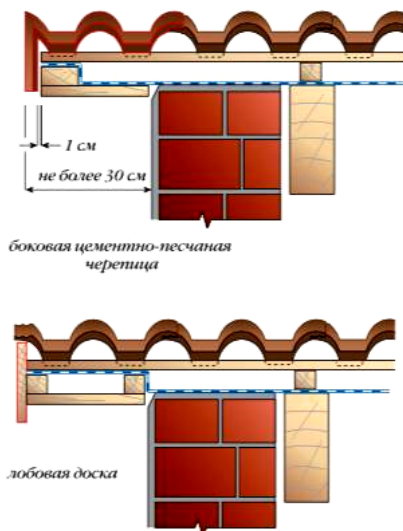 1 см
не более 30 см
боковая цементно-песчаная
черепица
лобовая доска